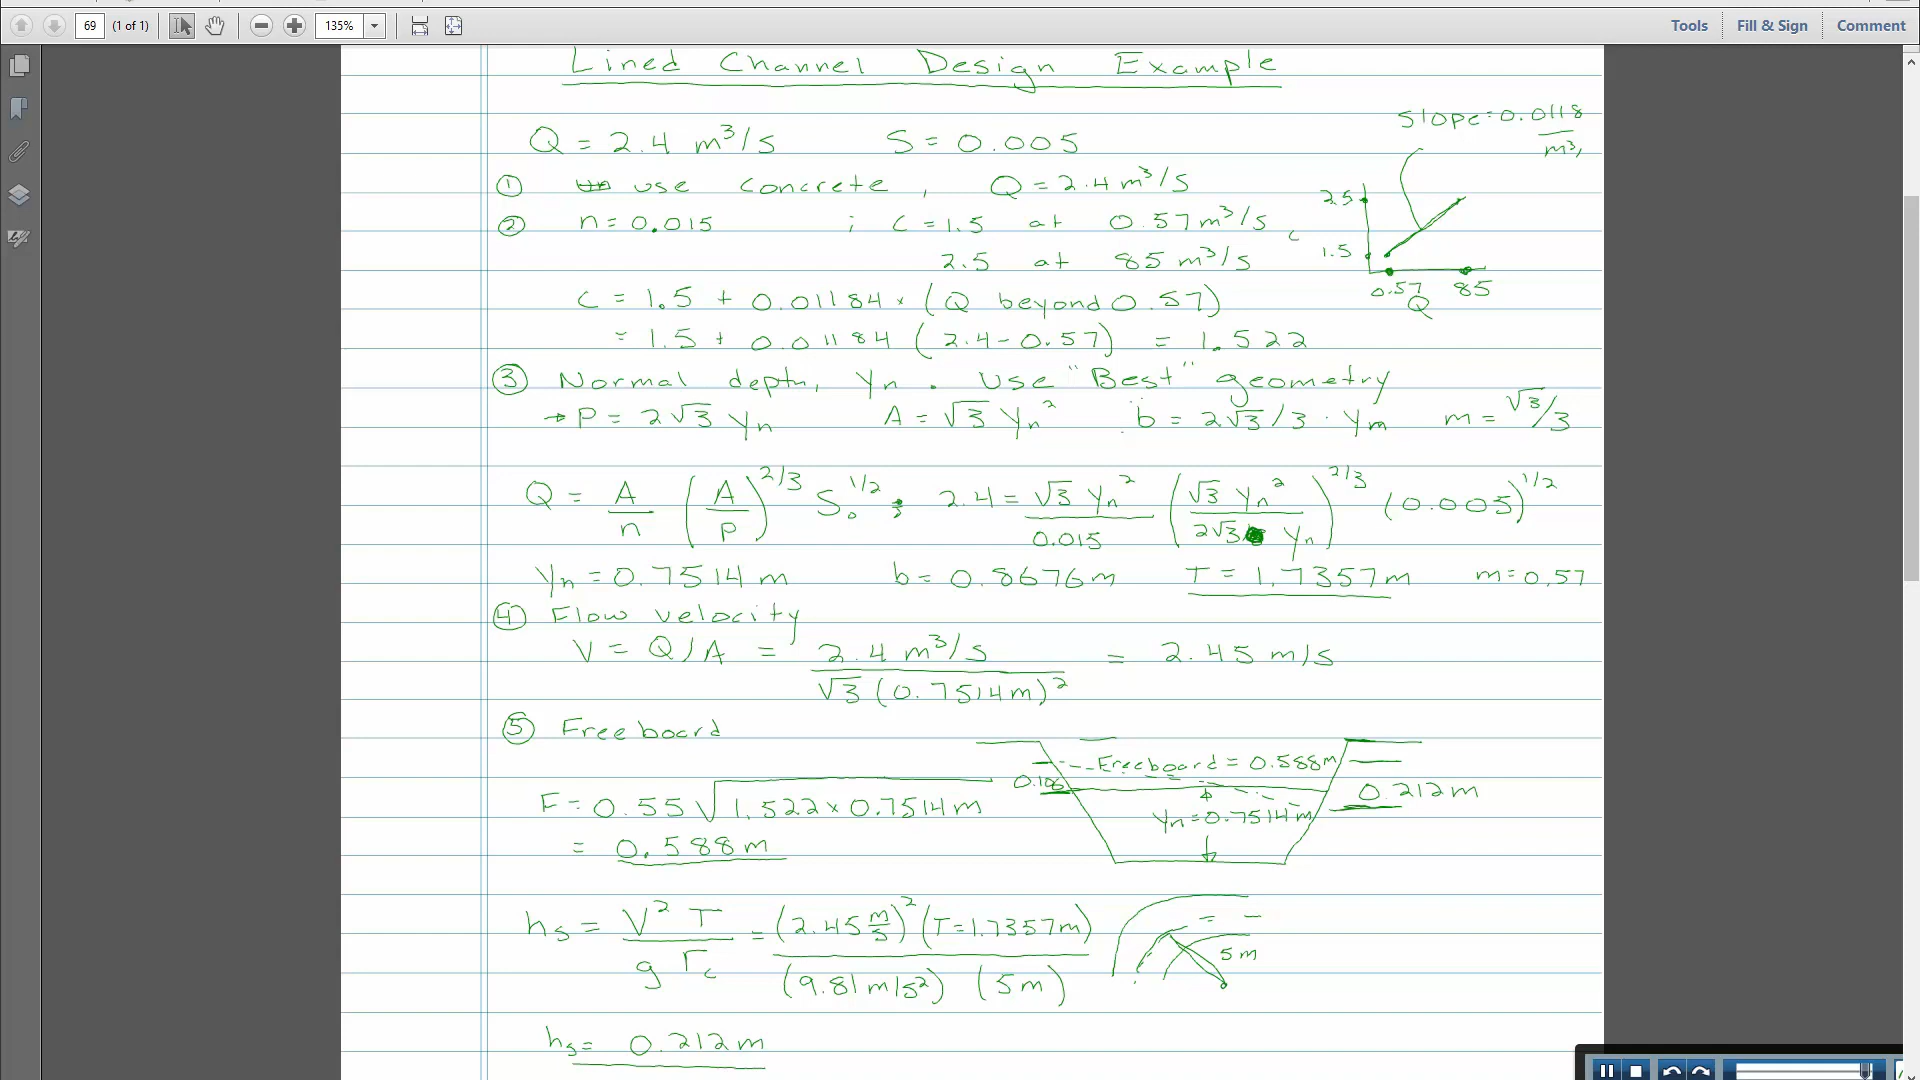 69 (1 of 1) 135% Tools Fill & Sign Comment
Lined Channel Design Example
Slope = 0.0118 / m³,
Q = 2.4 m³/s S = 0.005
① use concrete, Q = 2.4 m³/s
② n = 0.015 ; C = 1.5 at 0.57 m³/s
2.5 at 85 m³/s
C 2.5 1.5 0.57 85 Q
C = 1.5 + 0.01184 × (Q beyond 0.57)
= 1.5 + 0.01184 (2.4 - 0.57) = 1.522
③ Normal depth, Yn. Use "Best" geometry
→ P = 2√3 Yn A = √3 Yn² b = 2√3/3 · Yn m = √3/3
Q = A/n (A/P)^2/3 S₀^1/2 ; 2.4 = √3 Yn² / 0.015 (√3 Yn² / 2√3 Yn)^2/3 (0.005)^1/2
Yn = 0.7514 m b = 0.8676 m T = 1.7357 m m = 0.57
④ Flow velocity
V = Q/A = 2.4 m³/s / √3 (0.7514 m)² = 2.45 m/s
⑤ Freeboard
Freeboard = 0.588 m
0.106 0.212 m
Yn = 0.7514 m
F = 0.55 √1.522 × 0.7514 m
= 0.588 m
hs = V² T / g rc = (2.45 m/s)² (T = 1.7357 m) / (9.81 m/s²) (5 m)
5 m
hs = 0.212 m